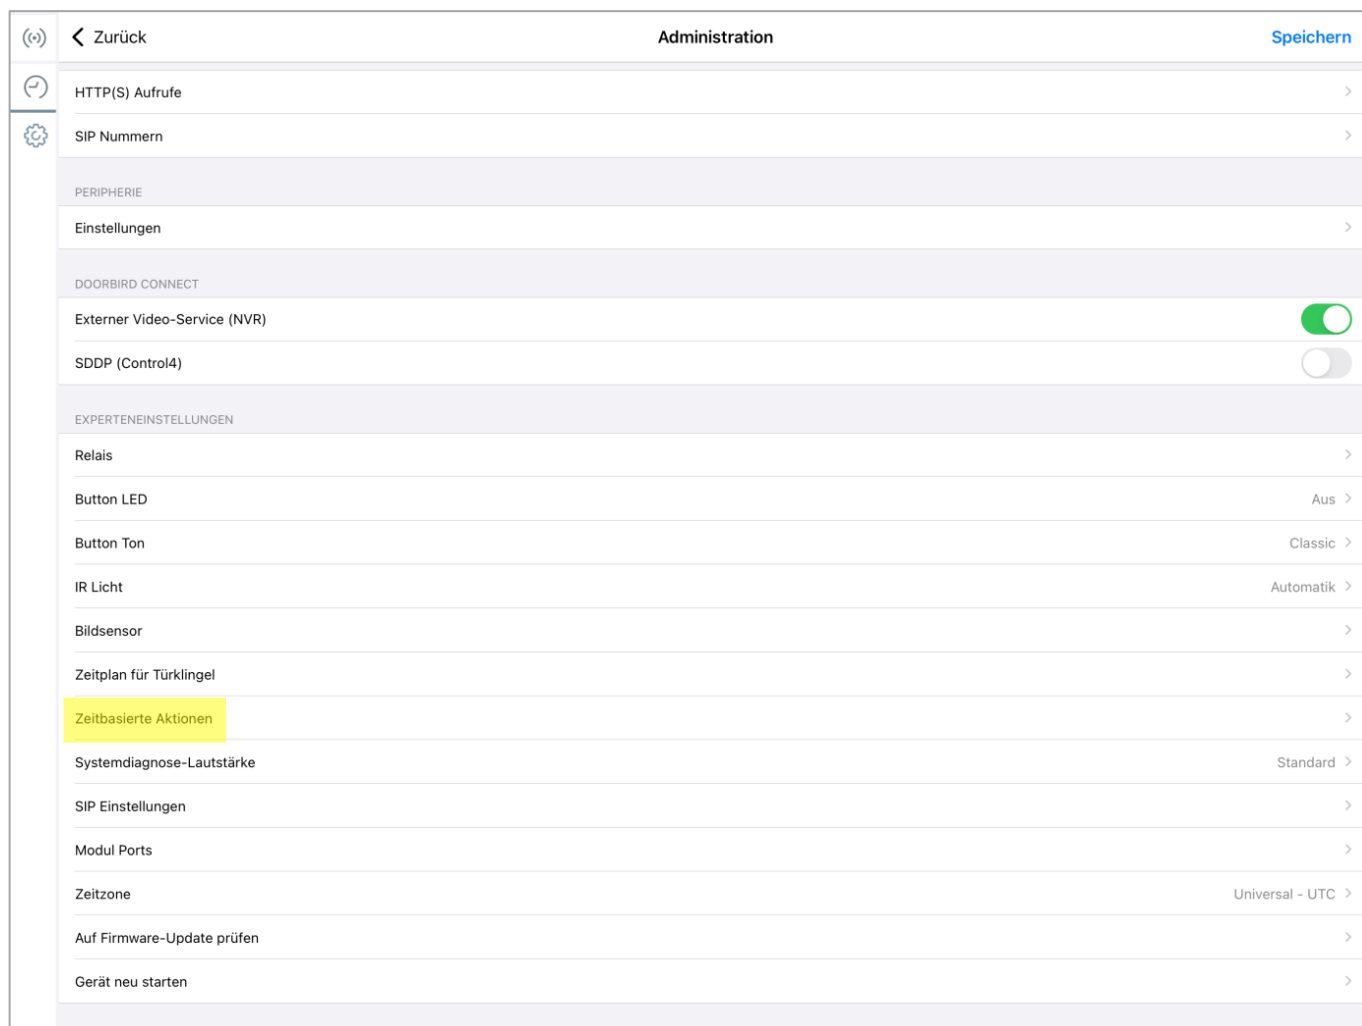 Zurück
Administration
Speichern
HTTP(S) Aufrufe
SIP Nummern
PERIPHERIE
Einstellungen
DOORBIRD CONNECT
Externer Video-Service (NVR)
SDDP (Control4)
EXPERTENEINSTELLUNGEN
Relais
Button LED Aus
Button Ton Classic
IR Licht Automatik
Bildsensor
Zeitplan für Türklingel
Zeitbasierte Aktionen
Systemdiagnose-Lautstärke Standard
SIP Einstellungen
Modul Ports
Zeitzone Universal - UTC
Auf Firmware-Update prüfen
Gerät neu starten